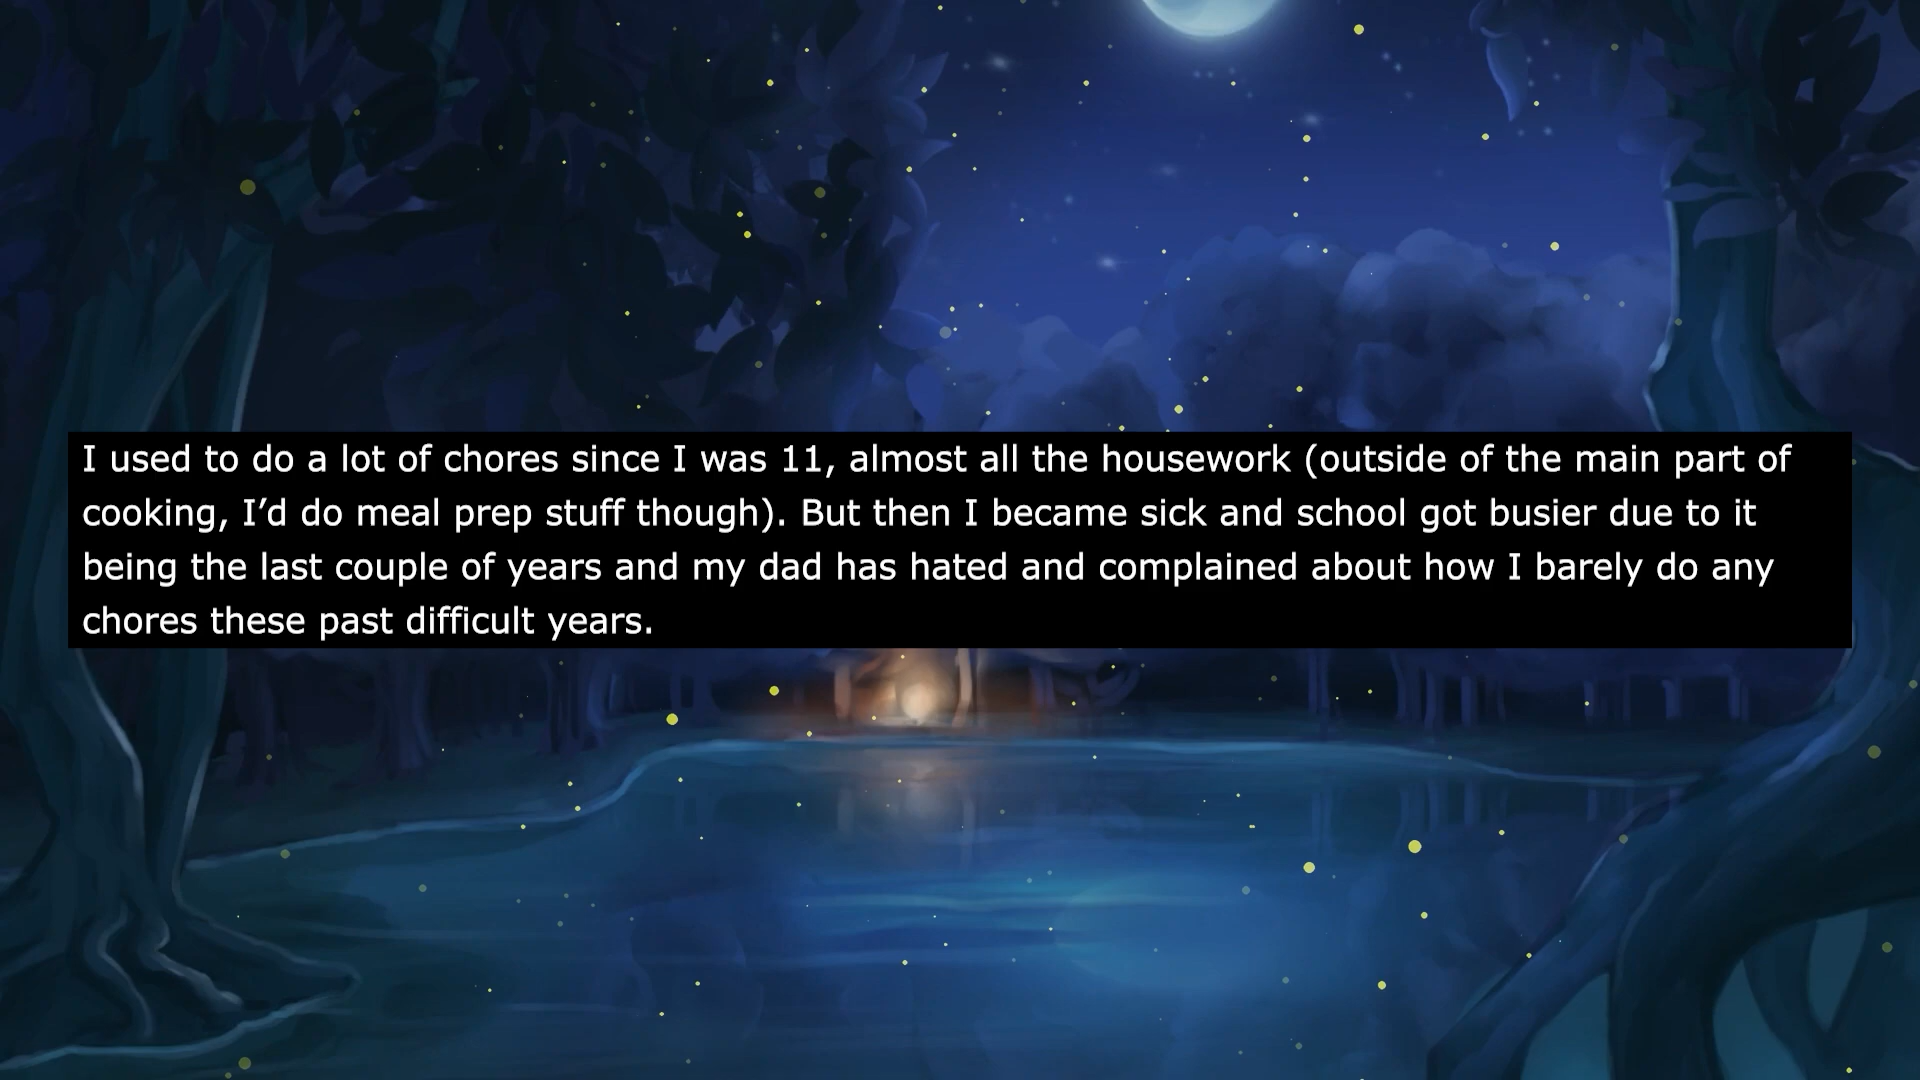 I used to do a lot of chores since I was 11, almost all the housework (outside of the main part of
cooking, I’d do meal prep stuff though). But then I became sick and school got busier due to it
being the last couple of years and my dad has hated and complained about how I barely do any
chores these past difficult years.